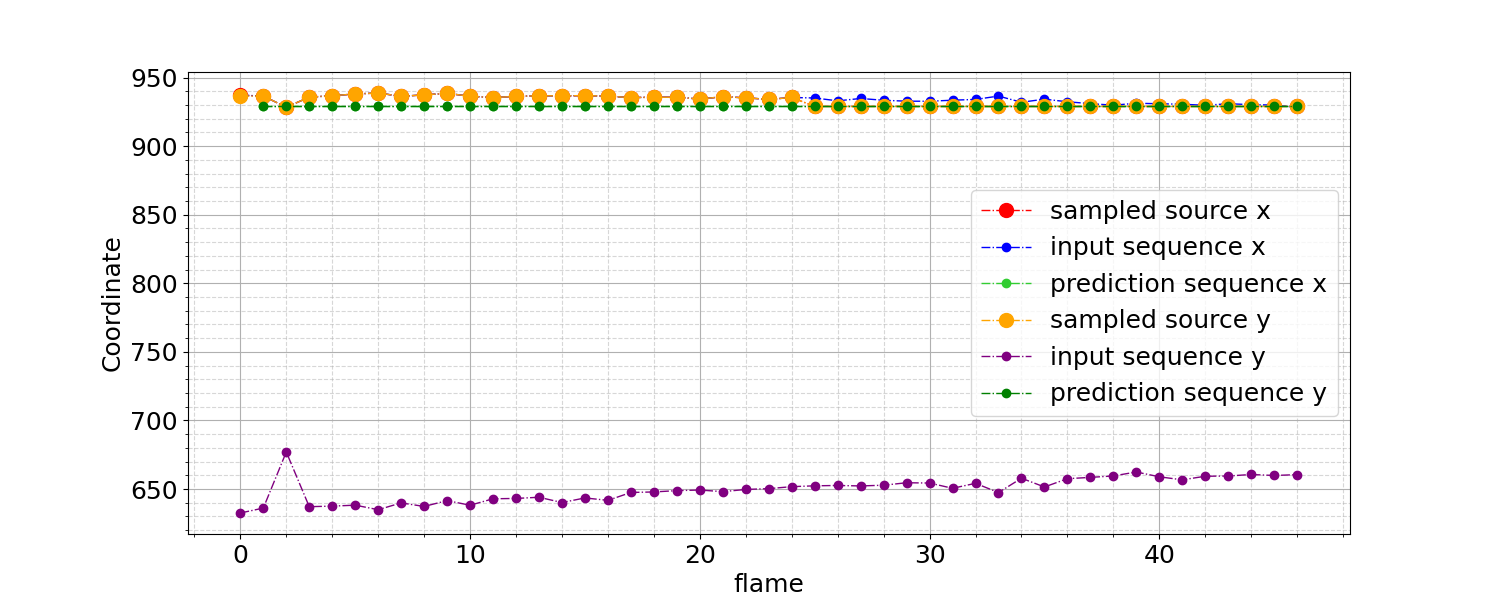 950
900
850
800
750
700
650
Coordinate
sampled source x
input sequence x
prediction sequence x
sampled source y
input sequence y
prediction sequence y
0 10 20 30 40
flame